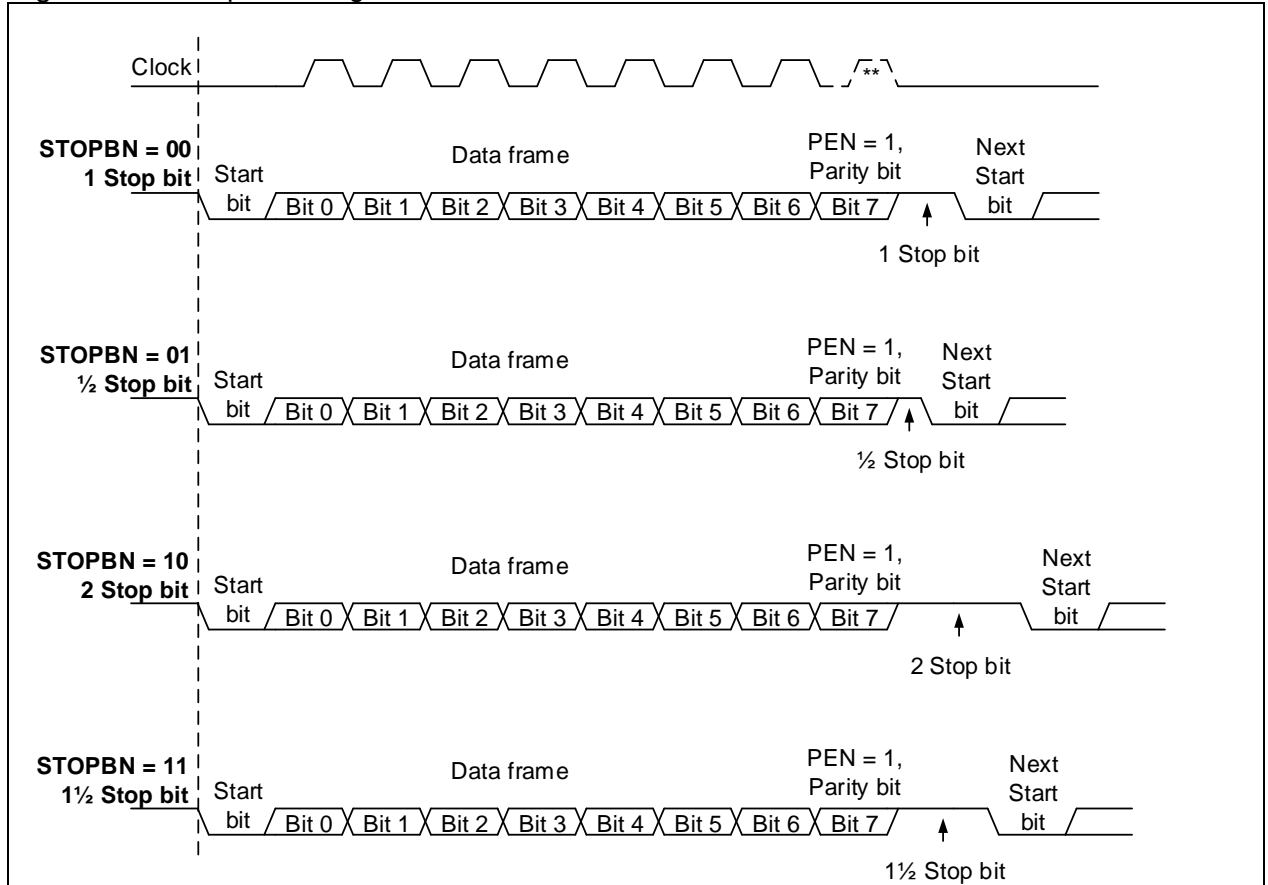 Clock
**
STOPBN = 00
1 Stop bit
Start
bit
Data frame
PEN = 1,
Parity bit
Next
Start
bit
Bit 0 Bit 1 Bit 2 Bit 3 Bit 4 Bit 5 Bit 6 Bit 7
1 Stop bit
STOPBN = 01
½ Stop bit
Start
bit
Data frame
PEN = 1,
Parity bit
Next
Start
bit
Bit 0 Bit 1 Bit 2 Bit 3 Bit 4 Bit 5 Bit 6 Bit 7
½ Stop bit
STOPBN = 10
2 Stop bit
Start
bit
Data frame
PEN = 1,
Parity bit
Next
Start
bit
Bit 0 Bit 1 Bit 2 Bit 3 Bit 4 Bit 5 Bit 6 Bit 7
2 Stop bit
STOPBN = 11
1½ Stop bit
Start
bit
Data frame
PEN = 1,
Parity bit
Next
Start
bit
Bit 0 Bit 1 Bit 2 Bit 3 Bit 4 Bit 5 Bit 6 Bit 7
1½ Stop bit